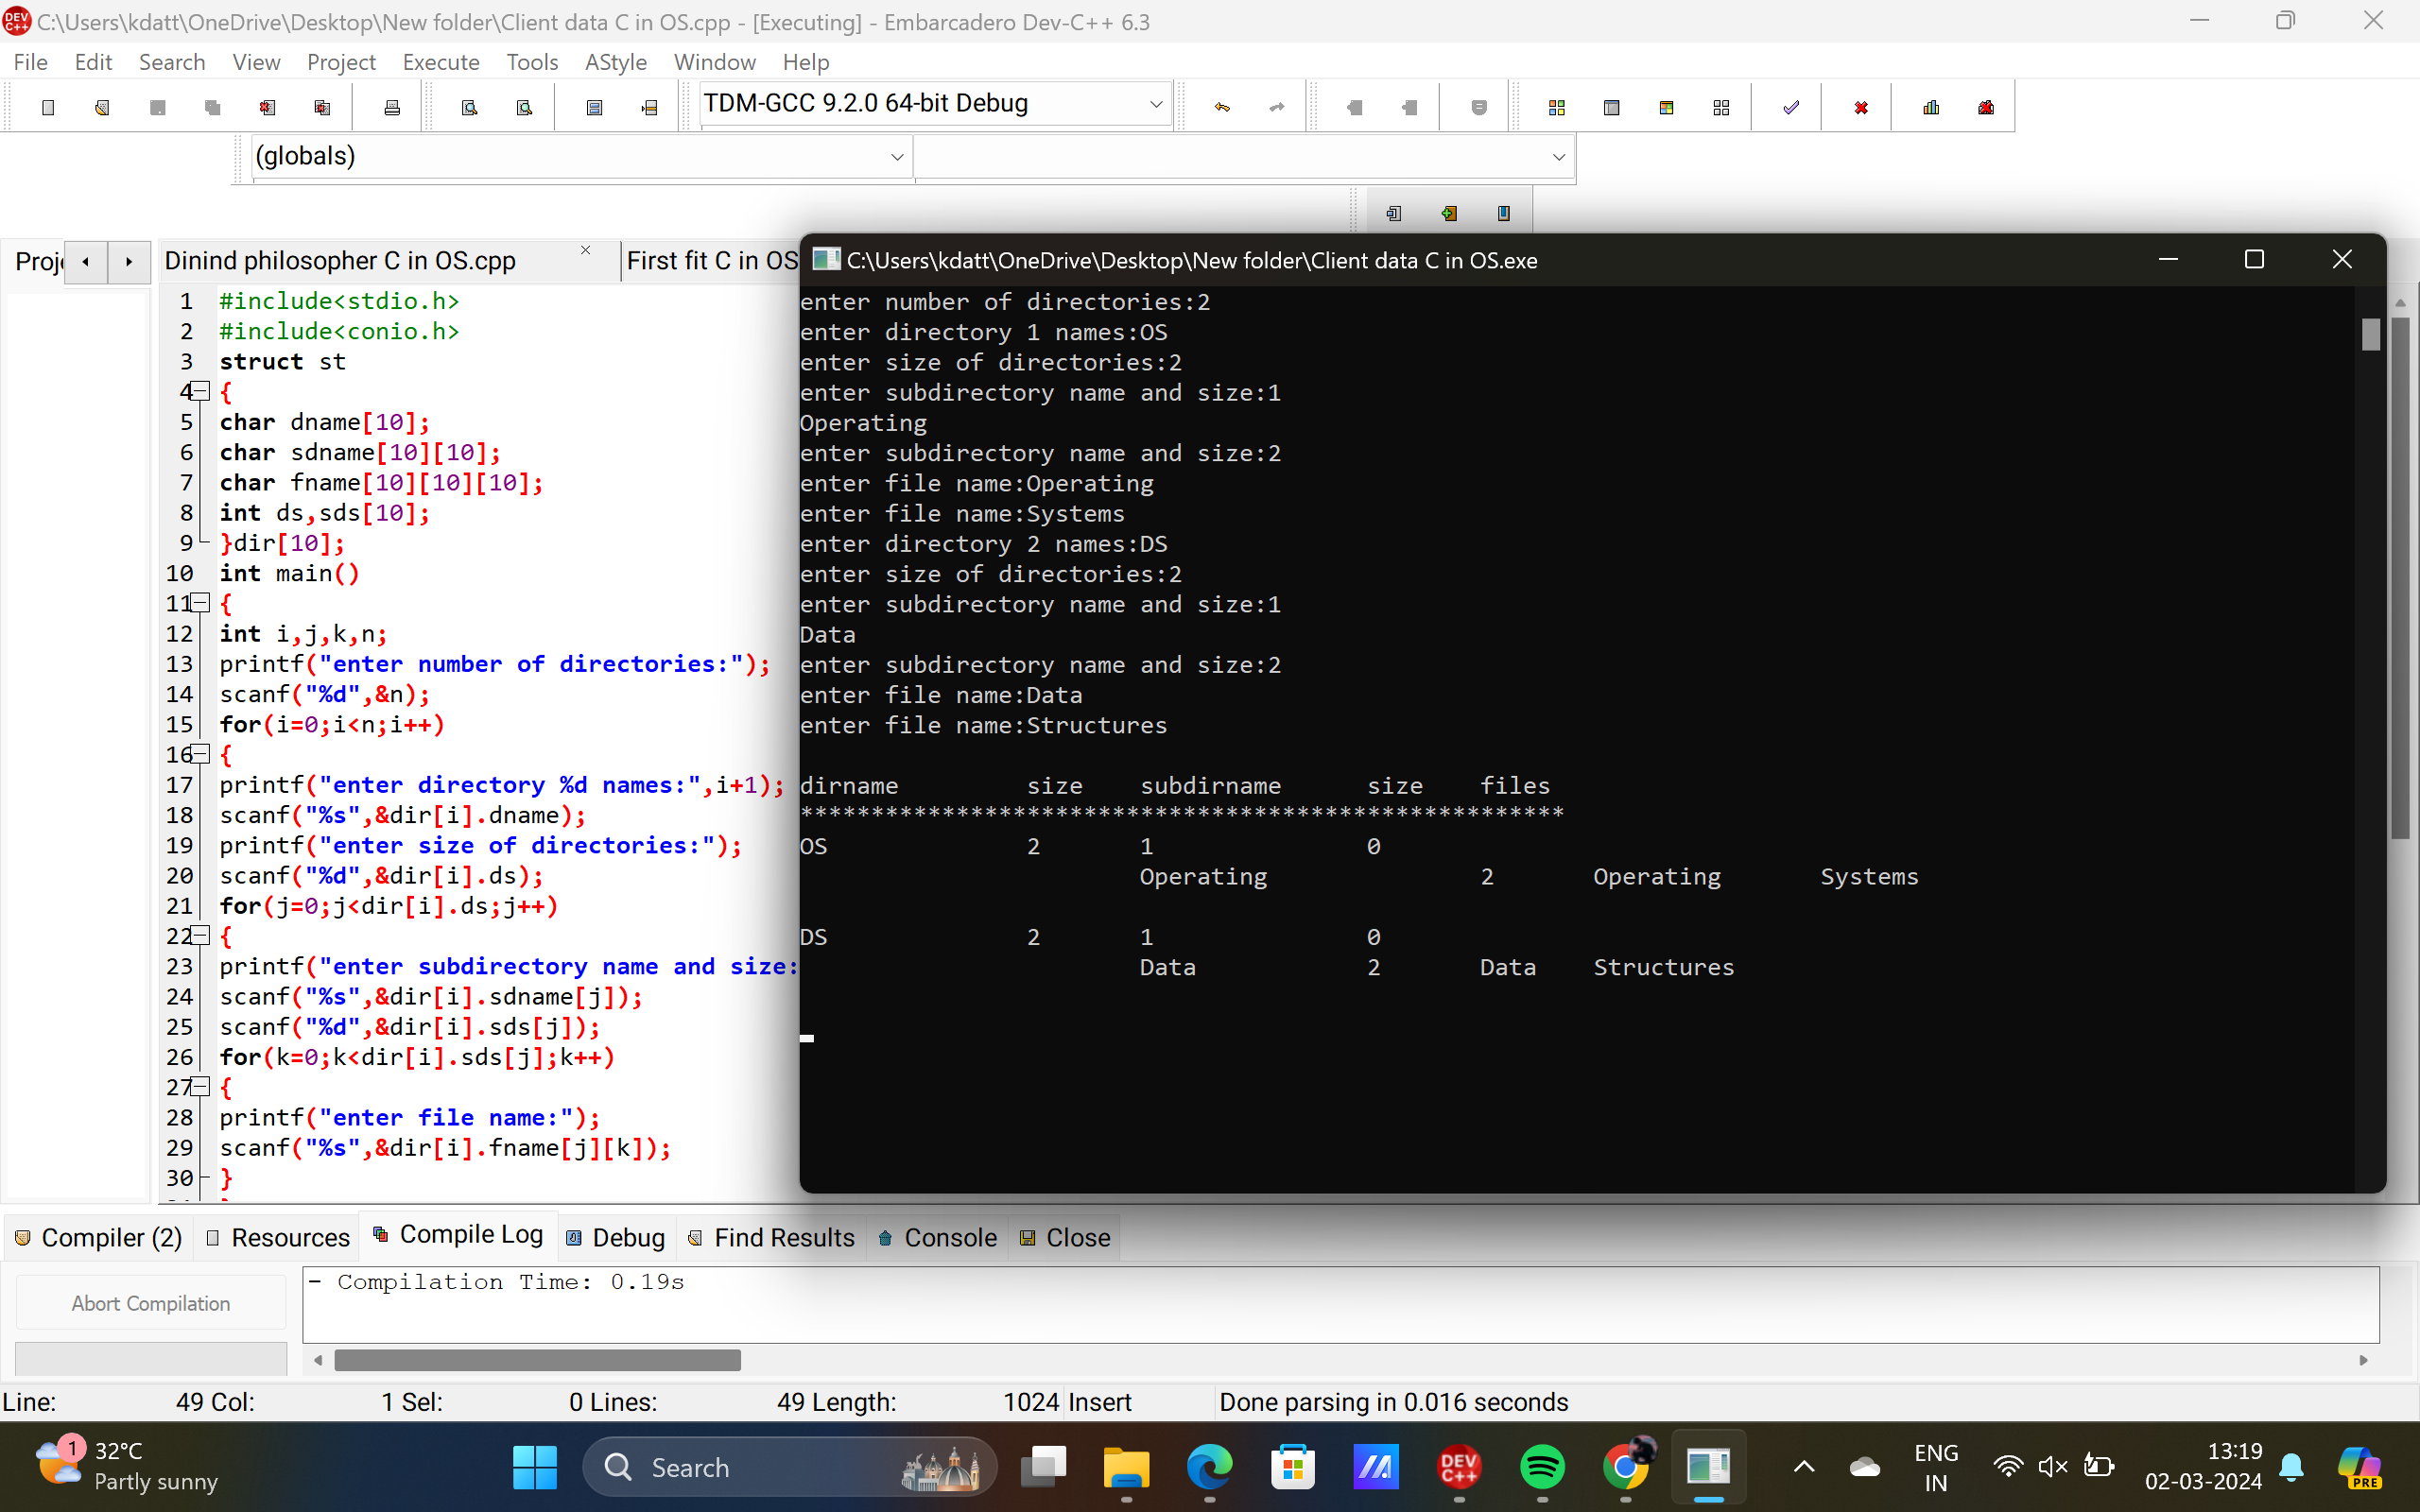 C:\Users\kdatt\OneDrive\Desktop\New folder\Client data C in OS.cpp - [Executing] - Embarcadero Dev-C++ 6.3
File Edit Search View Project Execute Tools AStyle Window Help
TDM-GCC 9.2.0 64-bit Debug
(globals)
Proj
Dinind philosopher C in OS.cpp
First fit C in OS
1 #include<stdio.h>
2 #include<conio.h>
3 struct st
4 {
5 char dname[10];
6 char sdname[10][10];
7 char fname[10][10][10];
8 int ds,sds[10];
9 }dir[10];
10 int main()
11 {
12 int i,j,k,n;
13 printf("enter number of directories:");
14 scanf("%d",&n);
15 for(i=0;i<n;i++)
16 {
17 printf("enter directory %d names:",i+1);
18 scanf("%s",&dir[i].dname);
19 printf("enter size of directories:");
20 scanf("%d",&dir[i].ds);
21 for(j=0;j<dir[i].ds;j++)
22 {
23 printf("enter subdirectory name and size:
24 scanf("%s",&dir[i].sdname[j]);
25 scanf("%d",&dir[i].sds[j]);
26 for(k=0;k<dir[i].sds[j];k++)
27 {
28 printf("enter file name:");
29 scanf("%s",&dir[i].fname[j][k]);
30 }
C:\Users\kdatt\OneDrive\Desktop\New folder\Client data C in OS.exe
enter number of directories:2
enter directory 1 names:OS
enter size of directories:2
enter subdirectory name and size:1
Operating
enter subdirectory name and size:2
enter file name:Operating
enter file name:Systems
enter directory 2 names:DS
enter size of directories:2
enter subdirectory name and size:1
Data
enter subdirectory name and size:2
enter file name:Data
enter file name:Structures
dirname size subdirname size files
******************************************************
OS 2 1 0
Operating 2 Operating Systems
DS 2 1 0
Data 2 Data Structures
Compiler (2) Resources Compile Log Debug Find Results Console Close
Abort Compilation
- Compilation Time: 0.19s
Line: 49 Col: 1 Sel: 0 Lines: 49 Length: 1024 Insert Done parsing in 0.016 seconds
1
32°C
Partly sunny
Search
DEV
C++
ENG
IN
13:19
02-03-2024
PRE